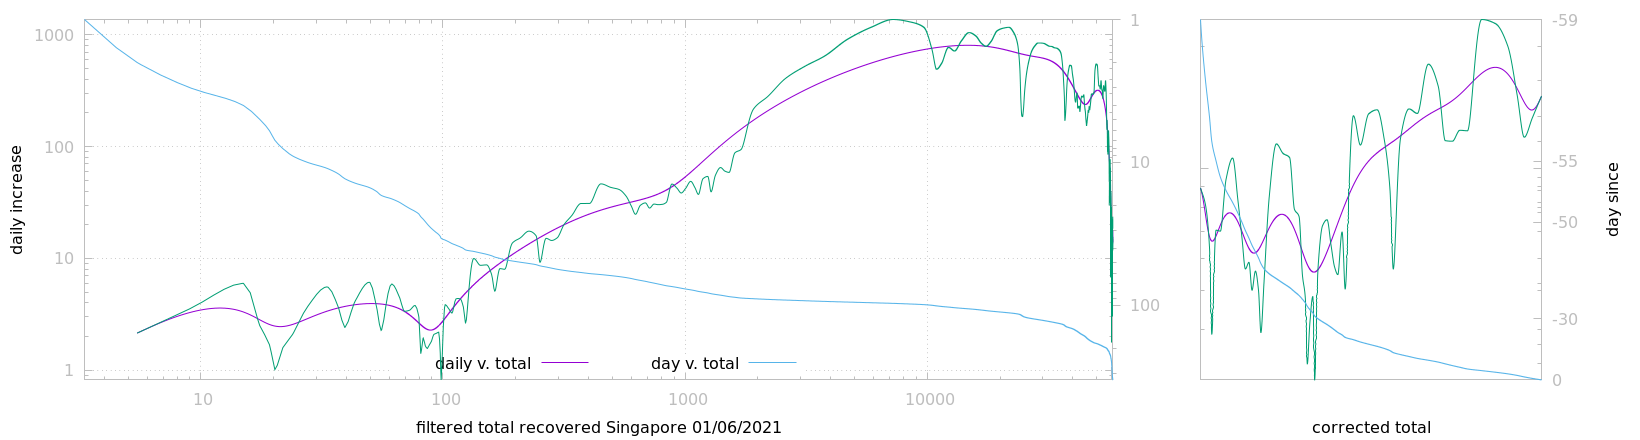 1000
100
10
1
daily increase
10
100
1000
10000
filtered total recovered Singapore 01/06/2021
daily v. total
day v. total
1
10
100
-59
-55
-50
-30
0
day since
corrected total